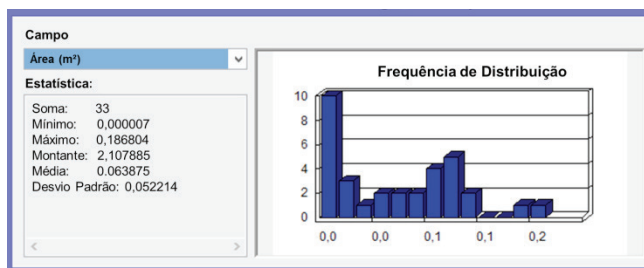 Campo
Área (m²)
Estatística:
Soma: 33
Mínimo: 0,000007
Máximo: 0,186804
Montante: 2,107885
Média: 0.063875
Desvio Padrão: 0,052214
Frequência de Distribuição
10
8
6
4
2
0
0,0 0,0 0,1 0,1 0,2